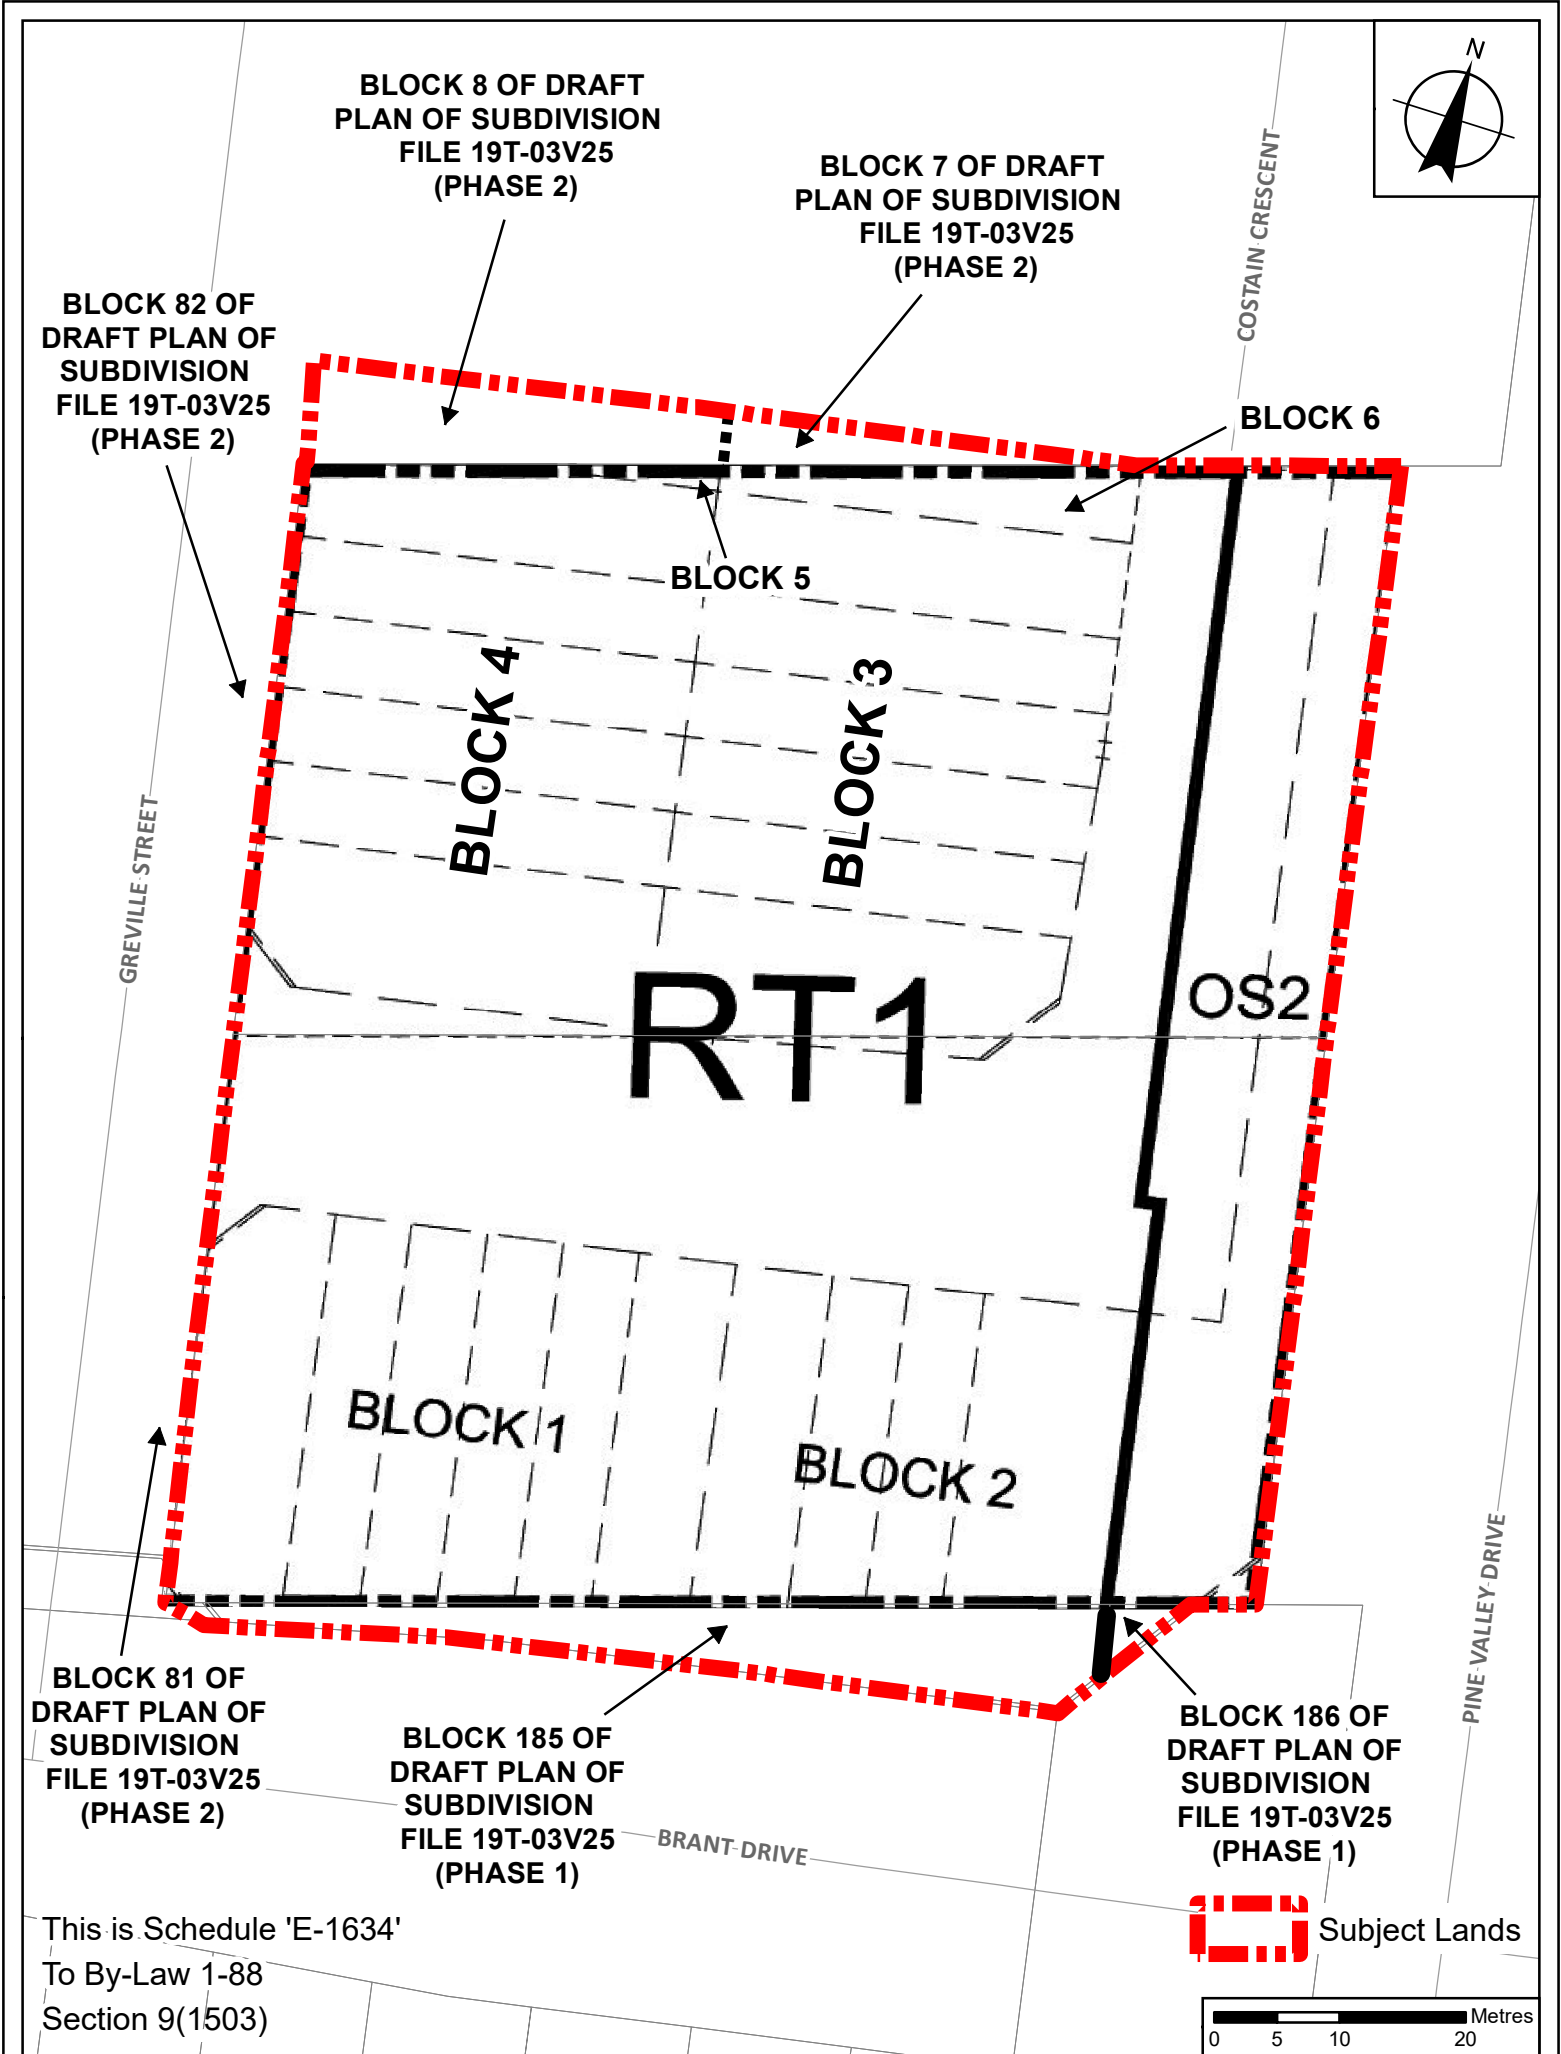 N
BLOCK 8 OF DRAFT
PLAN OF SUBDIVISION
FILE 19T-03V25
(PHASE 2)
BLOCK 7 OF DRAFT
PLAN OF SUBDIVISION
FILE 19T-03V25
(PHASE 2)
COSTAIN CRESCENT
BLOCK 82 OF
DRAFT PLAN OF
SUBDIVISION
FILE 19T-03V25
(PHASE 2)
BLOCK 6
BLOCK 5
BLOCK 4
BLOCK 3
GREVILLE STREET
RT1
OS2
BLOCK 1
BLOCK 2
PINE VALLEY DRIVE
BLOCK 81 OF
DRAFT PLAN OF
SUBDIVISION
FILE 19T-03V25
(PHASE 2)
BLOCK 185 OF
DRAFT PLAN OF
SUBDIVISION
FILE 19T-03V25
(PHASE 1)
BLOCK 186 OF
DRAFT PLAN OF
SUBDIVISION
FILE 19T-03V25
(PHASE 1)
BRANT DRIVE
This is Schedule 'E-1634'
To By-Law 1-88
Section 9(1503)
Subject Lands
Metres
0 5 10 20